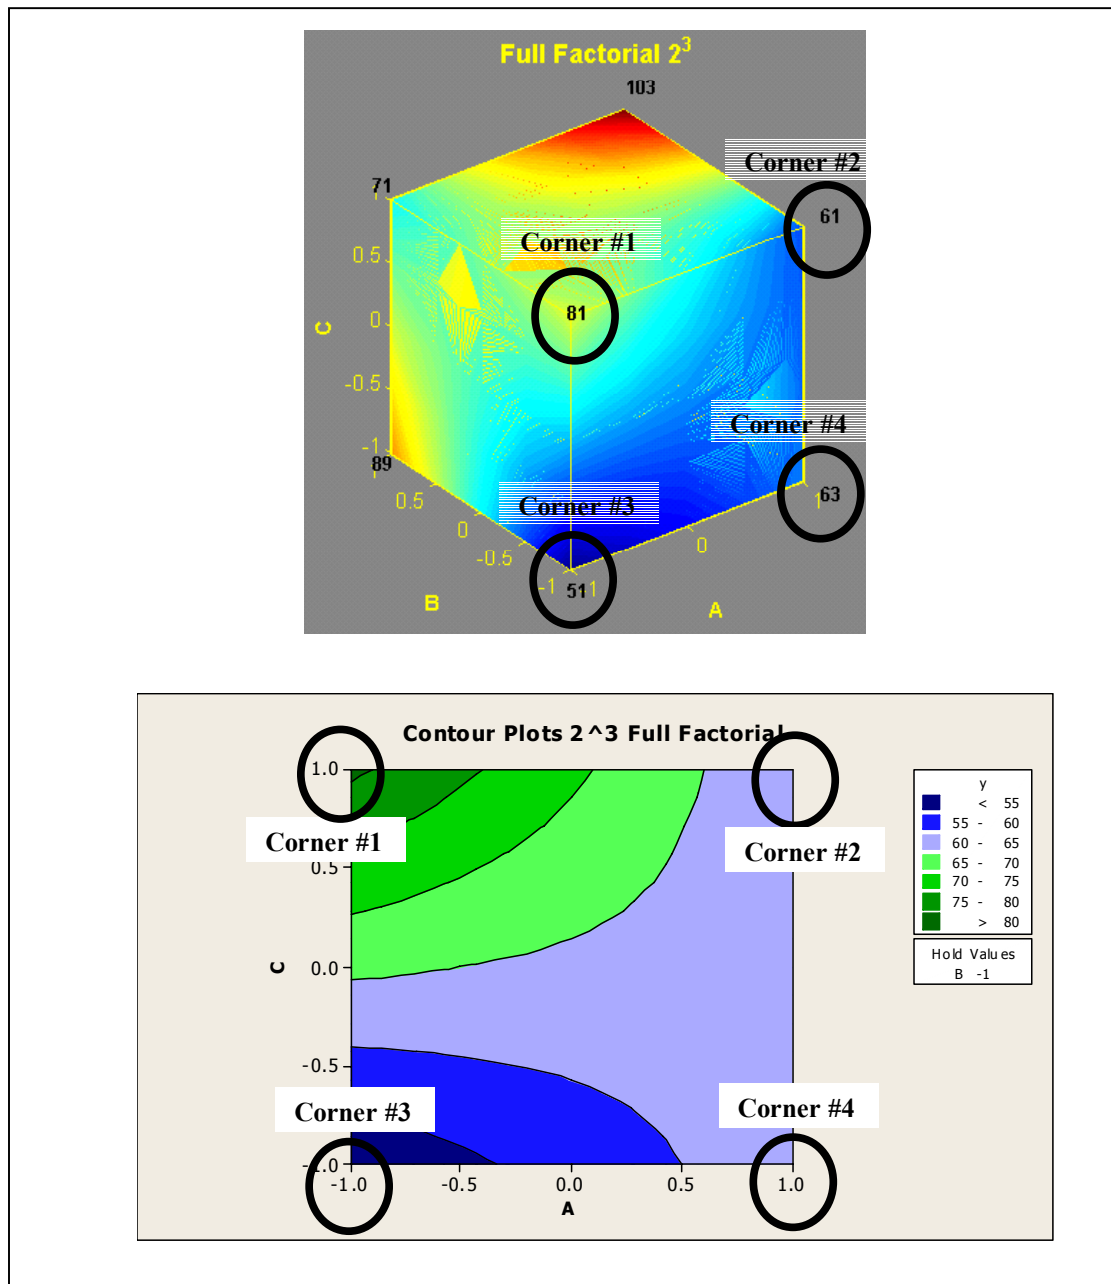 Full Factorial 2³
103
Corner #2
71
61
1
Corner #1
0.5
81
C
0
-0.5
Corner #4
-1
89
63
1
0.5
Corner #3
0
0
-0.5
-1
-1
51
B
A
Contour Plots 2^3 Full Factorial
1.0
y
< 55
55 - 60
60 - 65
65 - 70
70 - 75
75 - 80
> 80
Corner #1
Corner #2
0.5
Hold Values
B -1
C
0.0
-0.5
Corner #3
Corner #4
-1.0
-1.0
-0.5
0.0
0.5
1.0
A